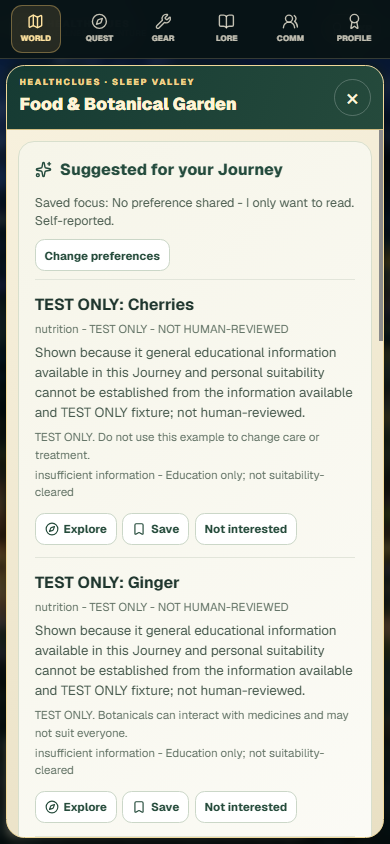 WORLD
QUEST
GEAR
LORE
COMM
PROFILE
HEALTHCLUES • SLEEP VALLEY
Food & Botanical Garden
Suggested for your Journey
Saved focus: No preference shared - I only want to read.
Self-reported.
Change preferences
TEST ONLY: Cherries
nutrition - TEST ONLY - NOT HUMAN-REVIEWED
Shown because it general educational information
available in this Journey and personal suitability
cannot be established from the information available
and TEST ONLY fixture; not human-reviewed.
TEST ONLY. Do not use this example to change care or
treatment.
insufficient information - Education only; not suitability-
cleared
Explore
Save
Not interested
TEST ONLY: Ginger
nutrition - TEST ONLY - NOT HUMAN-REVIEWED
Shown because it general educational information
available in this Journey and personal suitability
cannot be established from the information available
and TEST ONLY fixture; not human-reviewed.
TEST ONLY. Botanicals can interact with medicines and may
not suit everyone.
insufficient information - Education only; not suitability-
cleared
Explore
Save
Not interested